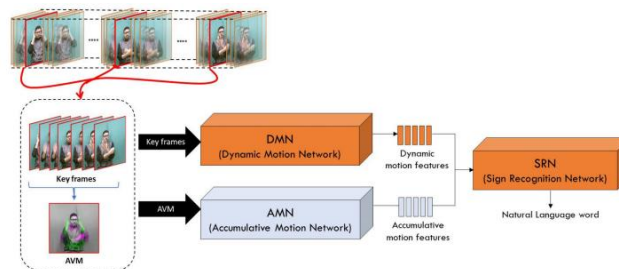 Key frames
AVM
Key frames
DMN
(Dynamic Motion Network)
Dynamic
motion features
AVM
AMN
(Accumulative Motion Network)
Accumulative
motion features
SRN
(Sign Recognition Network)
Natural Language word